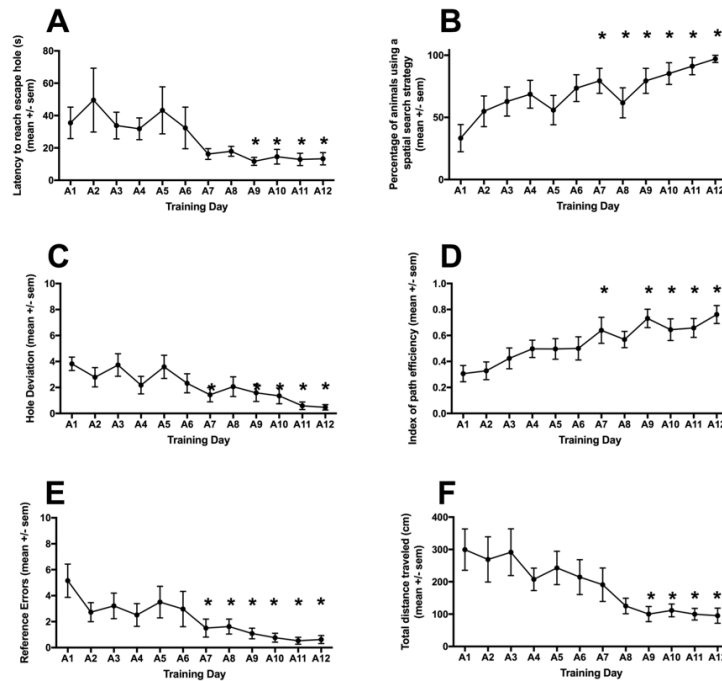 A
Latency to reach escape hole (s)
(mean +/- sem)
80
60
40
20
0
* * * *
A1 A2 A3 A4 A5 A6 A7 A8 A9 A10 A11 A12
Training Day
B
Percentage of animals using a
spatial search strategy
(mean +/- sem)
100
50
0
* * * * * *
A1 A2 A3 A4 A5 A6 A7 A8 A9 A10 A11 A12
Training Day
C
Hole Deviation (mean +/- sem)
10
8
6
4
2
0
* * * * *
A1 A2 A3 A4 A5 A6 A7 A8 A9 A10 A11 A12
Training Day
D
Index of path efficiency (mean +/- sem)
1.0
0.8
0.6
0.4
0.2
0.0
* * * * *
A1 A2 A3 A4 A5 A6 A7 A8 A9 A10 A11 A12
Training Day
E
Reference Errors (mean +/- sem)
10
8
6
4
2
0
* * * * * *
A1 A2 A3 A4 A5 A6 A7 A8 A9 A10 A11 A12
Training Day
F
Total distance traveled (cm)
(mean +/- sem)
400
300
200
100
0
* * * *
A1 A2 A3 A4 A5 A6 A7 A8 A9 A10 A11 A12
Training Day